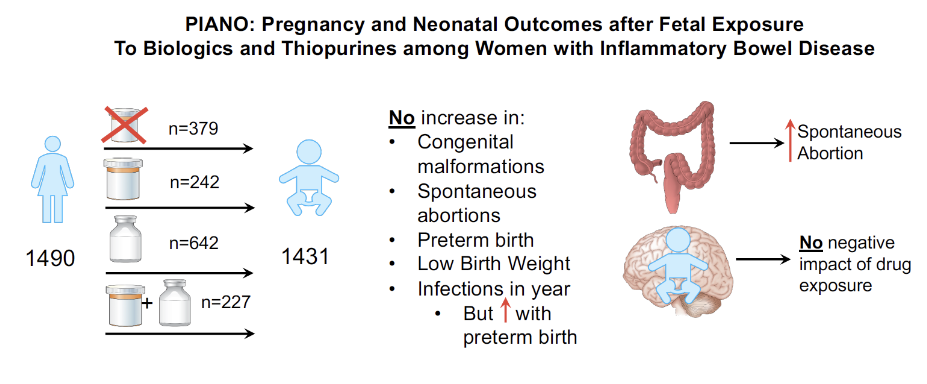 PIANO: Pregnancy and Neonatal Outcomes after Fetal Exposure
To Biologics and Thiopurines among Women with Inflammatory Bowel Disease
1490
n=379
n=242
n=642
+
n=227
1431
No increase in:
• Congenital
malformations
• Spontaneous
abortions
• Preterm birth
• Low Birth Weight
• Infections in year
• But ↑ with
preterm birth
↑ Spontaneous
Abortion
No negative
impact of drug
exposure